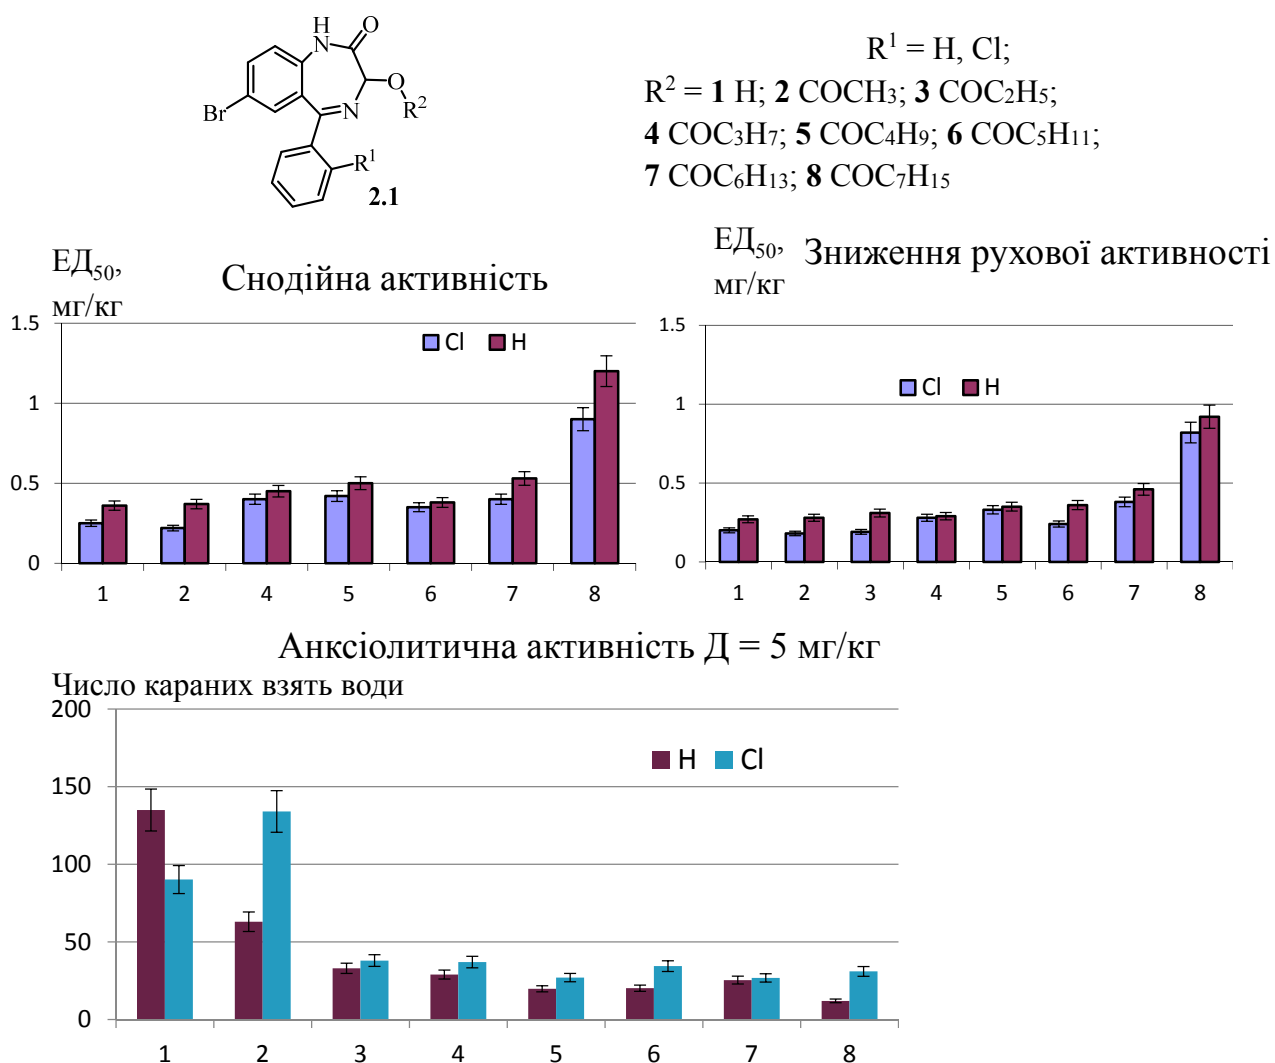 H
N
O
O
R²
N
Br
R¹
2.1
R¹ = H, Cl;
R² = 1 H; 2 COCH₃; 3 COC₂H₅;
4 COC₃H₇; 5 COC₄H₉; 6 COC₅H₁₁;
7 COC₆H₁₃; 8 COC₇H₁₅
ЕД₅₀,
мг/кг
Снодійна активність
1.5
1
0.5
0
Cl H
1 2 4 5 6 7 8
ЕД₅₀,
мг/кг
Зниження рухової активності
1.5
1
0.5
0
Cl H
1 2 3 4 5 6 7 8
Анксіолитична активність Д = 5 мг/кг
Число караних взять води
200
150
100
50
0
H Cl
1 2 3 4 5 6 7 8